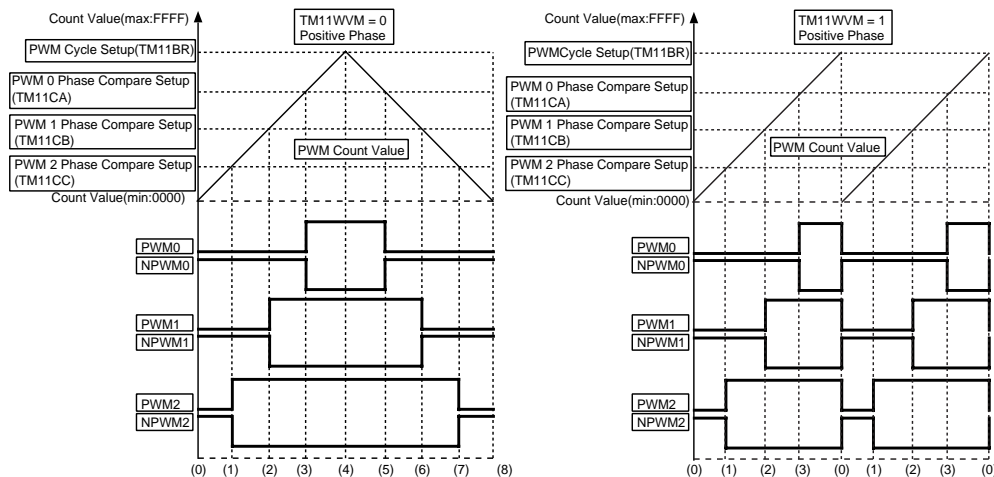 Count Value(max:FFFF)
TM11WVM = 0
Positive Phase
PWM Cycle Setup(TM11BR)
PWM 0 Phase Compare Setup
(TM11CA)
PWM 1 Phase Compare Setup
(TM11CB)
PWM Count Value
PWM 2 Phase Compare Setup
(TM11CC)
Count Value(min:0000)
PWM0
NPWM0
PWM1
NPWM1
PWM2
NPWM2
(0) (1) (2) (3) (4) (5) (6) (7) (8)
Count Value(max:FFFF)
TM11WVM = 1
Positive Phase
PWMCycle Setup(TM11BR)
PWM 0 Phase Compare Setup
(TM11CA)
PWM 1 Phase Compare Setup
(TM11CB)
PWM Count Value
PWM 2 Phase Compare Setup
(TM11CC)
Count Value(min:0000)
PWM0
NPWM0
PWM1
NPWM1
PWM2
NPWM2
(0) (1) (2) (3) (0) (1) (2) (3) (0